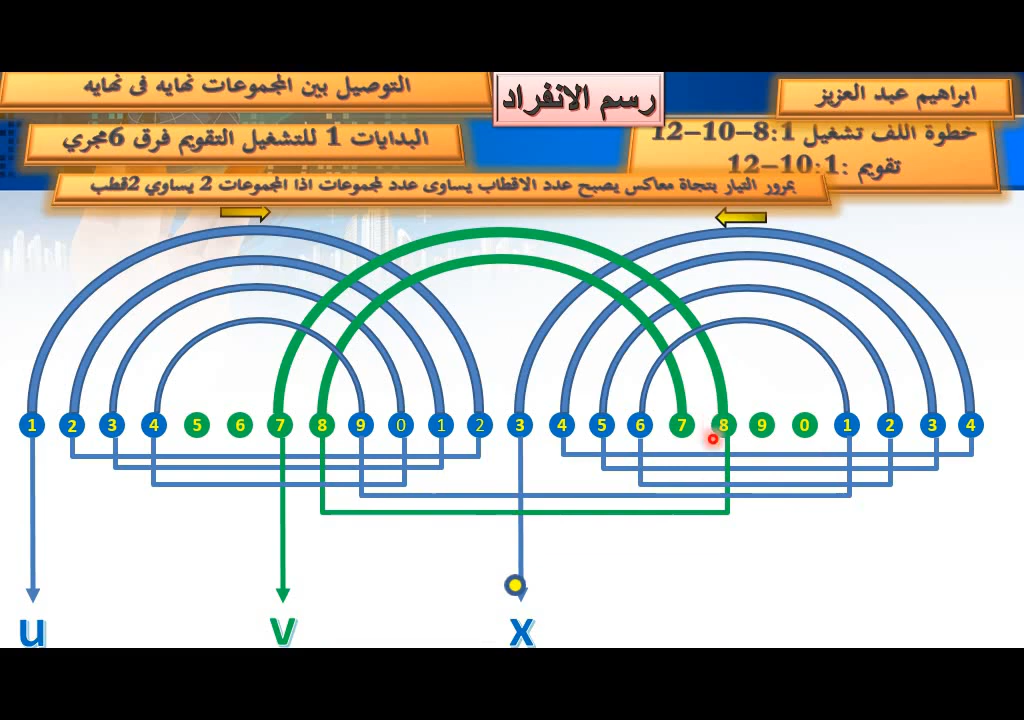 التوصيل بين المجموعات نهايه فى نهايه
رسم الانفراد
ابراهيم عبد العزيز
البدايات 1 للتشغيل التقويم فرق 6مجري
خطوة اللف تشغيل 1:8-10-12
تقويم :1:10-12
بمرور التيار بتجاة معاكس يصبح عدد الاقطاب يساوى عدد لمجموعات اذا المجموعات 2 يساوي 2قطب
1 2 3 4 5 6 7 8 9 0 1 2 3 4 5 6 7 8 9 0 1 2 3 4
u v x